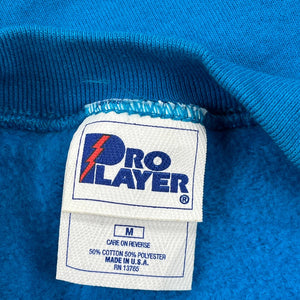 PRO
PLAYER®
M
CARE ON REVERSE
50% COTTON 50% POLYESTER
MADE IN U.S.A.
RN 13765